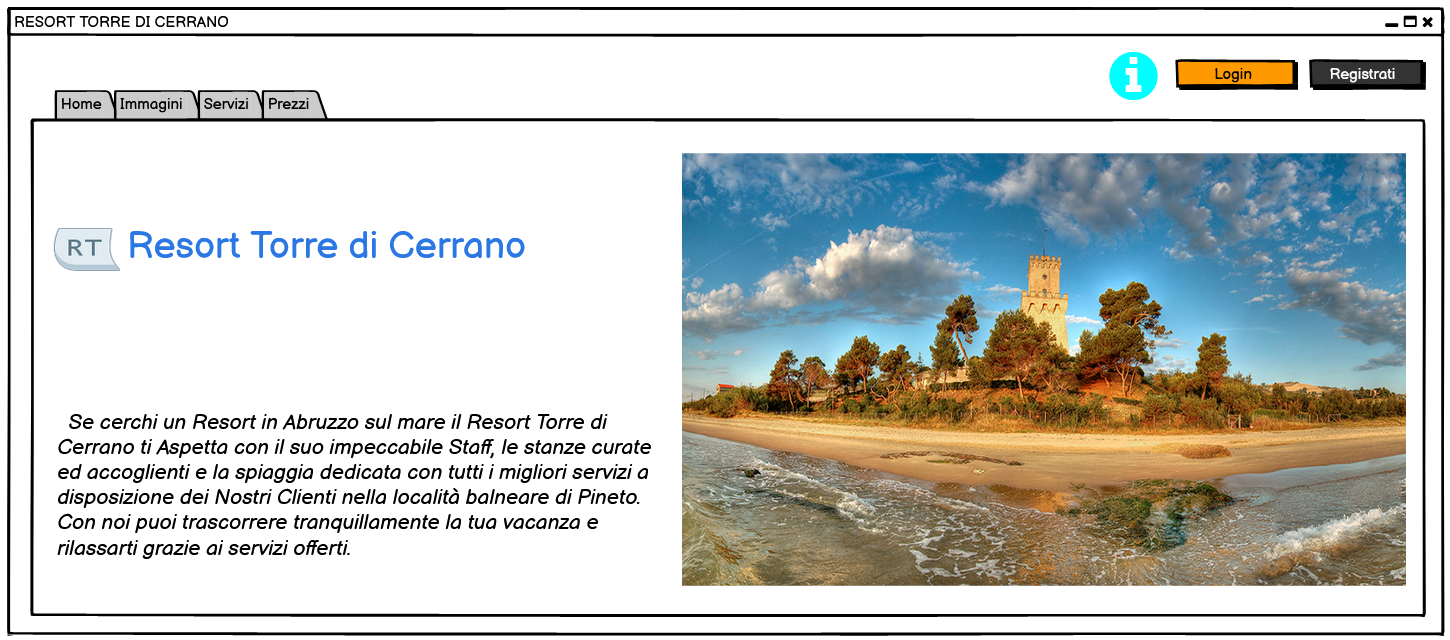 RESORT TORRE DI CERRANO
Login
Registrati
Home
Immagini
Servizi
Prezzi
RT
Resort Torre di Cerrano
Se cerchi un Resort in Abruzzo sul mare il Resort Torre di
Cerrano ti Aspetta con il suo impeccabile Staff, le stanze curate
ed accoglienti e la spiaggia dedicata con tutti i migliori servizi a
disposizione dei Nostri Clienti nella località balneare di Pineto.
Con noi puoi trascorrere tranquillamente la tua vacanza e
rilassarti grazie ai servizi offerti.